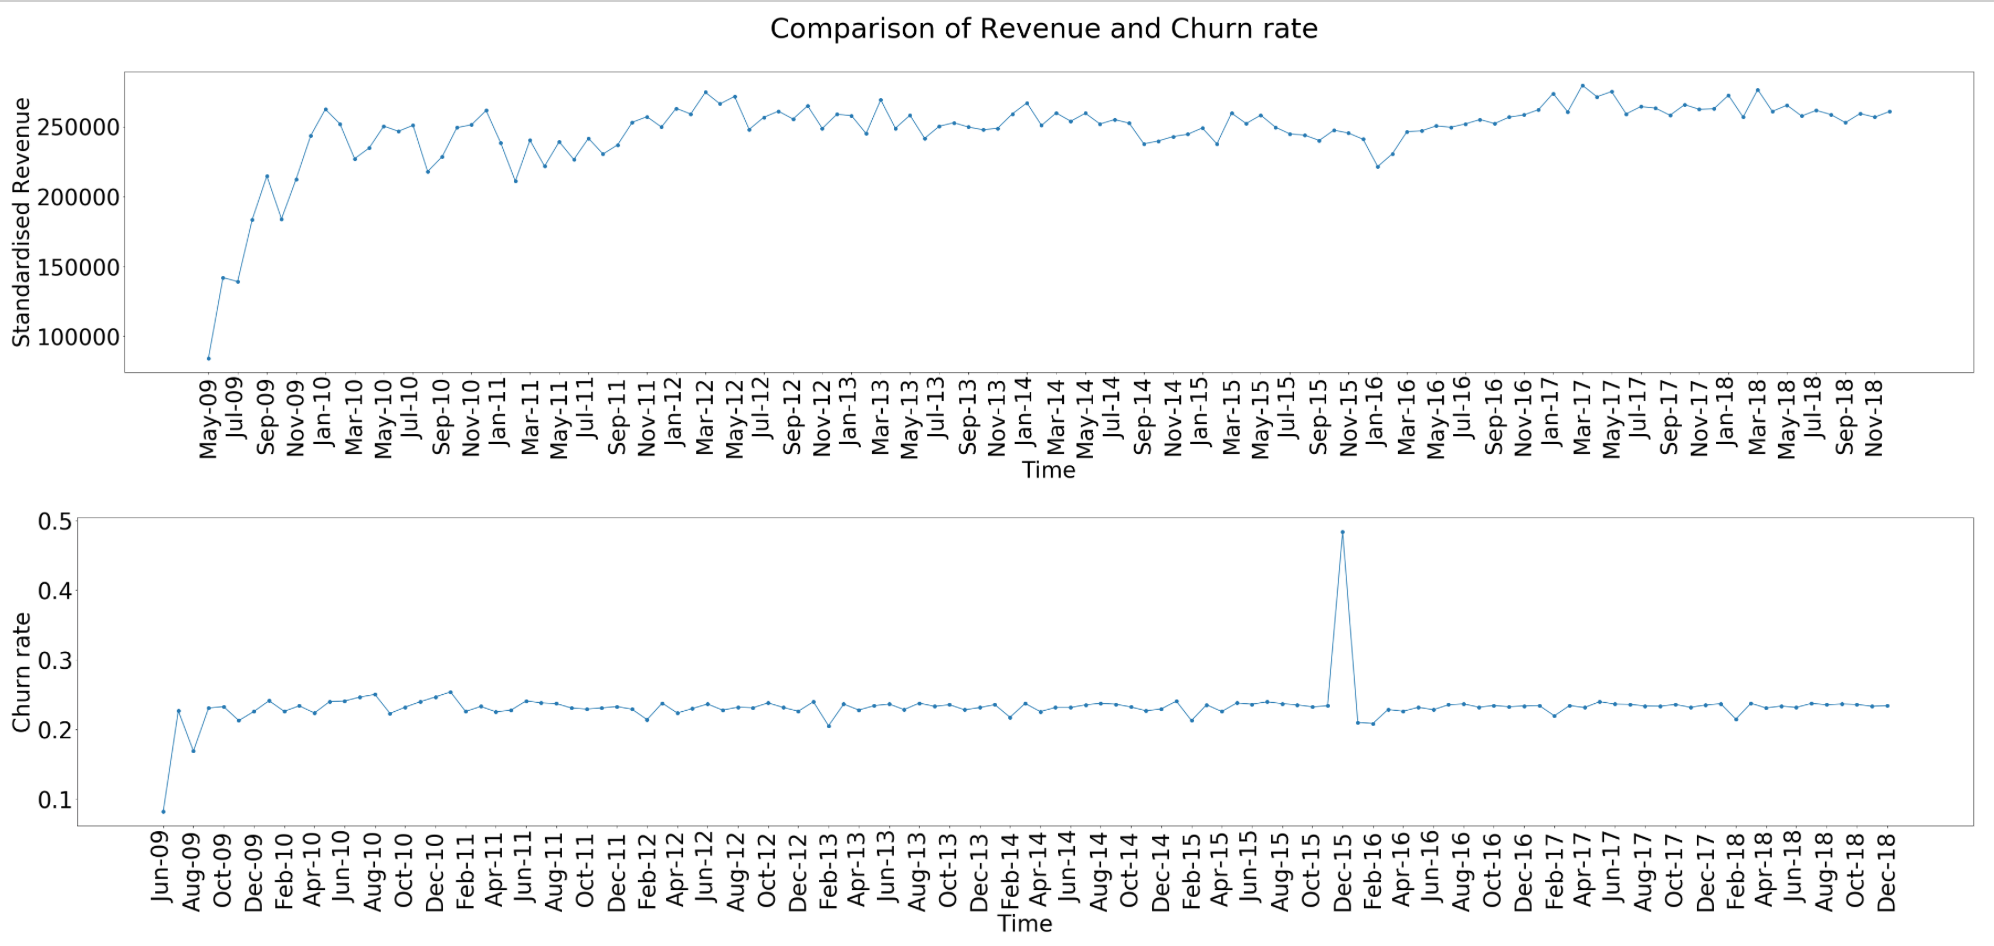 Comparison of Revenue and Churn rate
Standardised Revenue
250000
200000
150000
100000
May-09
Jul-09
Sep-09
Nov-09
Jan-10
Mar-10
May-10
Jul-10
Sep-10
Nov-10
Jan-11
Mar-11
May-11
Jul-11
Sep-11
Nov-11
Jan-12
Mar-12
May-12
Jul-12
Sep-12
Nov-12
Jan-13
Mar-13
May-13
Jul-13
Sep-13
Nov-13
Jan-14
Mar-14
May-14
Jul-14
Sep-14
Nov-14
Jan-15
Mar-15
May-15
Jul-15
Sep-15
Nov-15
Jan-16
Mar-16
May-16
Jul-16
Sep-16
Nov-16
Jan-17
Mar-17
May-17
Jul-17
Sep-17
Nov-17
Jan-18
Mar-18
May-18
Jul-18
Sep-18
Nov-18
Time
Churn rate
0.5
0.4
0.3
0.2
0.1
Jun-09
Aug-09
Oct-09
Dec-09
Feb-10
Apr-10
Jun-10
Aug-10
Oct-10
Dec-10
Feb-11
Apr-11
Jun-11
Aug-11
Oct-11
Dec-11
Feb-12
Apr-12
Jun-12
Aug-12
Oct-12
Dec-12
Feb-13
Apr-13
Jun-13
Aug-13
Oct-13
Dec-13
Feb-14
Apr-14
Jun-14
Aug-14
Oct-14
Dec-14
Feb-15
Apr-15
Jun-15
Aug-15
Oct-15
Dec-15
Feb-16
Apr-16
Jun-16
Aug-16
Oct-16
Dec-16
Feb-17
Apr-17
Jun-17
Aug-17
Oct-17
Dec-17
Feb-18
Apr-18
Jun-18
Aug-18
Oct-18
Dec-18
Time